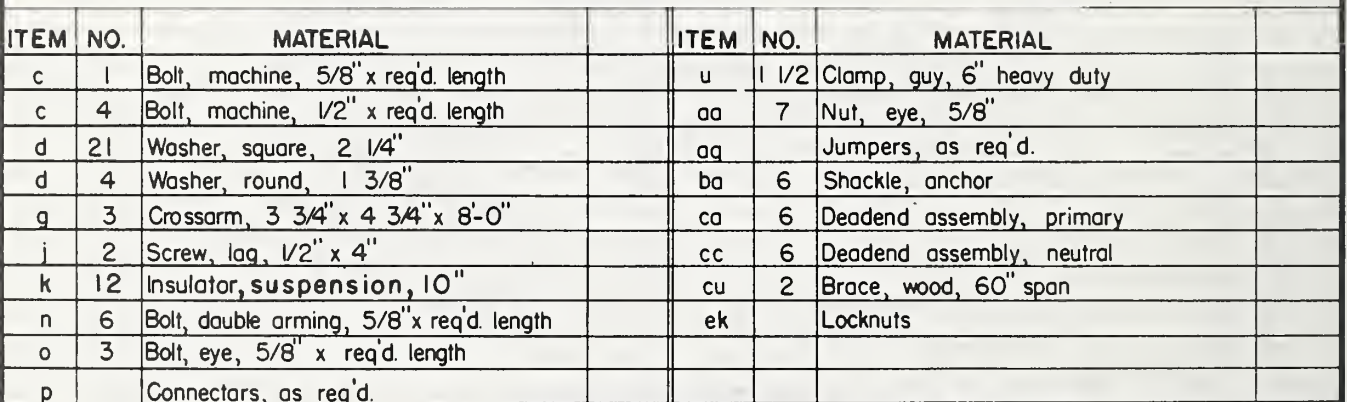 ITEM NO. MATERIAL ITEM NO. MATERIAL
c 1 Bolt, machine, 5/8" x req'd. length u 1 1/2 Clamp, guy, 6" heavy duty
c 4 Bolt, machine, 1/2" x req'd. length aa 7 Nut, eye, 5/8"
d 21 Washer, square, 2 1/4" aq Jumpers, as req'd.
d 4 Washer, round, 1 3/8" ba 6 Shackle, anchor
g 3 Crossarm, 3 3/4" x 4 3/4" x 8'-0" ca 6 Deadend assembly, primary
j 2 Screw, lag, 1/2" x 4" cc 6 Deadend assembly, neutral
k 12 Insulator, suspension, 10" cu 2 Brace, wood, 60" span
n 6 Bolt, double arming, 5/8" x req'd. length ek Locknuts
o 3 Bolt, eye, 5/8" x req'd. length
p Connectors, as req'd.